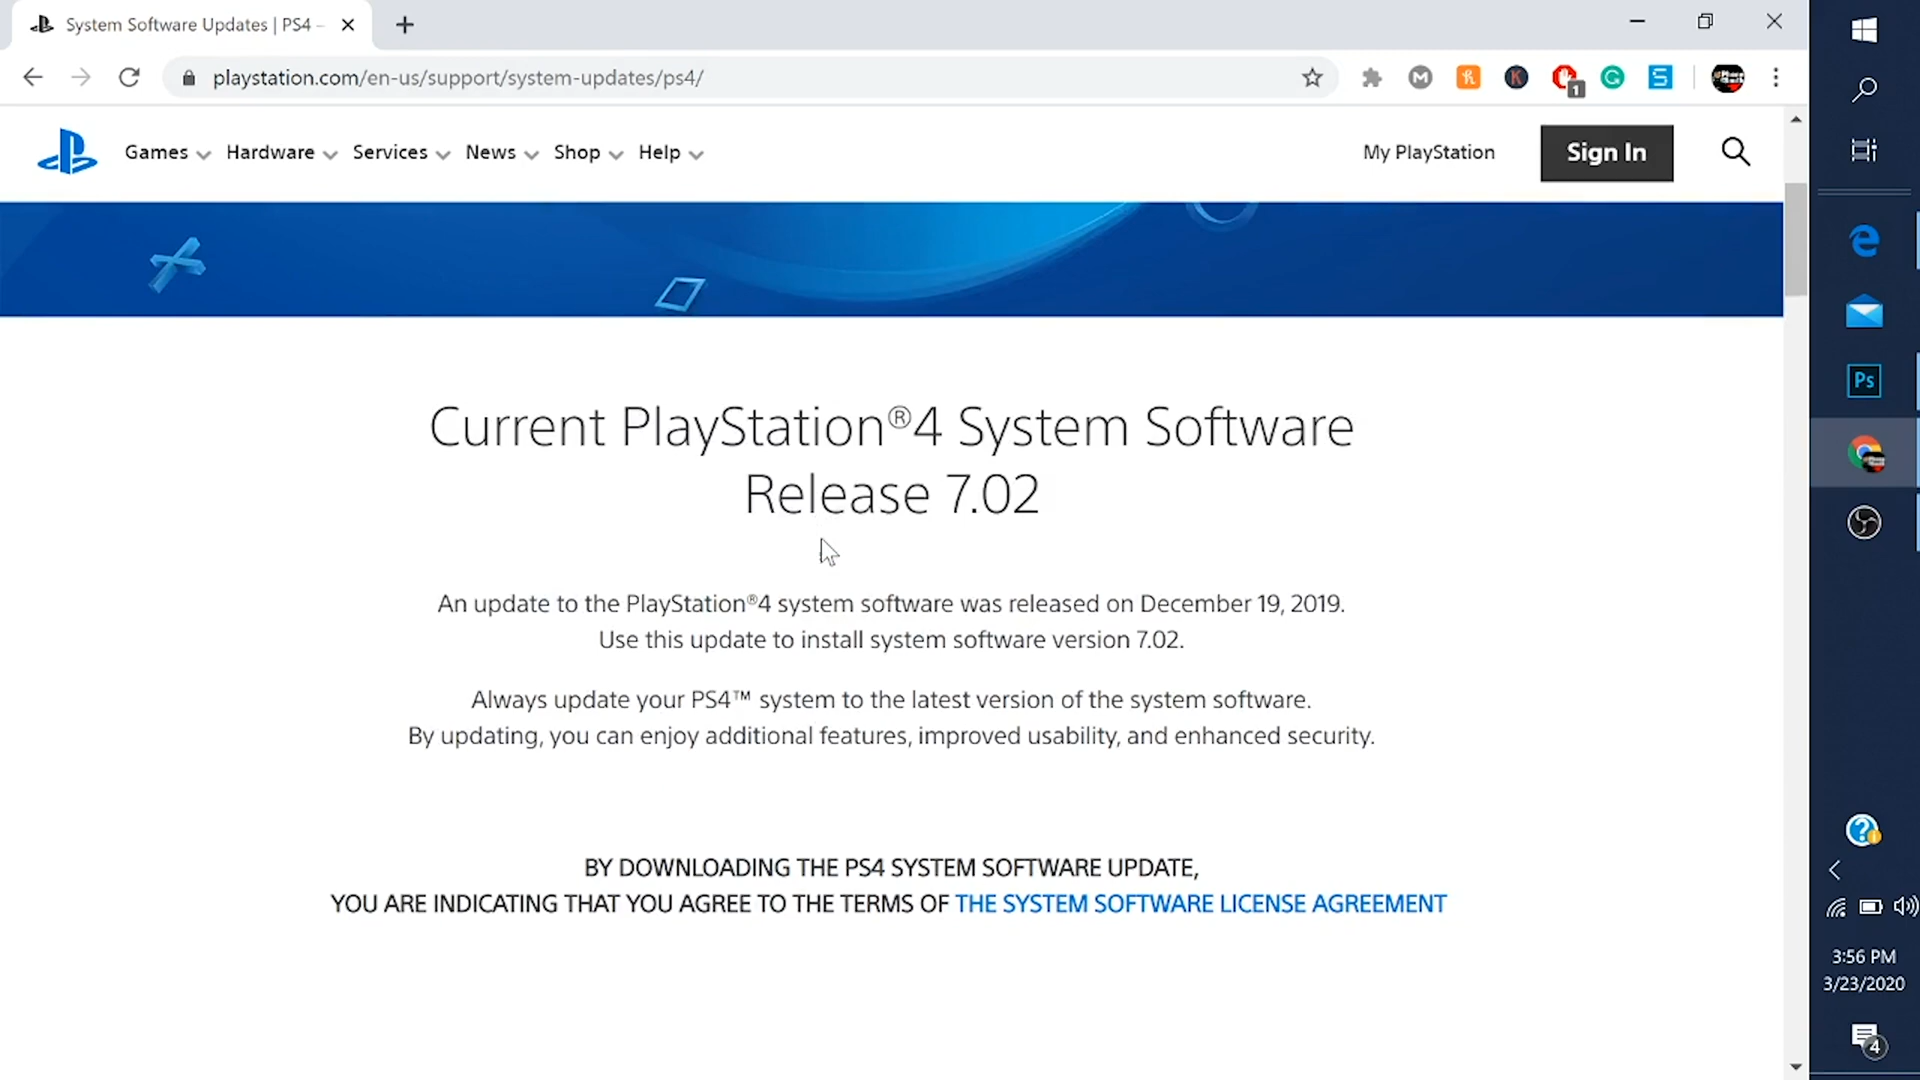 System Software Updates | PS4 –
playstation.com/en-us/support/system-updates/ps4/
1
Games
Hardware
Services
News
Shop
Help
My PlayStation
Sign In
Ps
Current PlayStation®4 System Software
Release 7.02
An update to the PlayStation®4 system software was released on December 19, 2019.
Use this update to install system software version 7.02.
Always update your PS4™ system to the latest version of the system software.
By updating, you can enjoy additional features, improved usability, and enhanced security.
BY DOWNLOADING THE PS4 SYSTEM SOFTWARE UPDATE,
YOU ARE INDICATING THAT YOU AGREE TO THE TERMS OF THE SYSTEM SOFTWARE LICENSE AGREEMENT
3:56 PM
3/23/2020
4